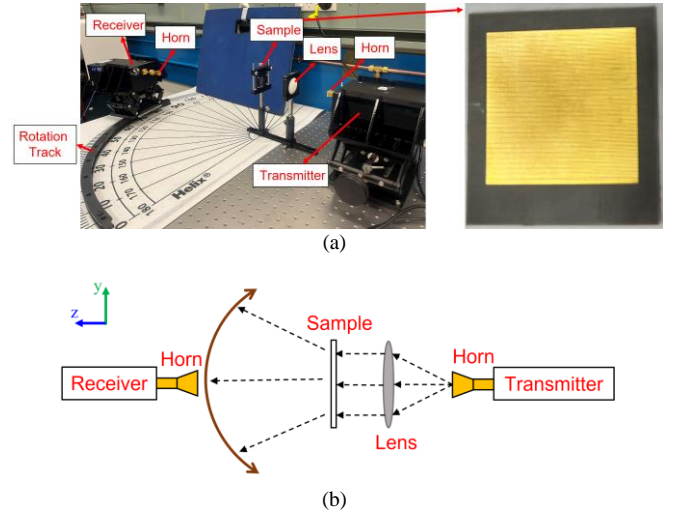 Receiver
Horn
Sample
Lens
Horn
Rotation
Track
Transmitter
Helix
(a)
y
z
Sample
Horn
Horn
Receiver
Transmitter
Lens
(b)